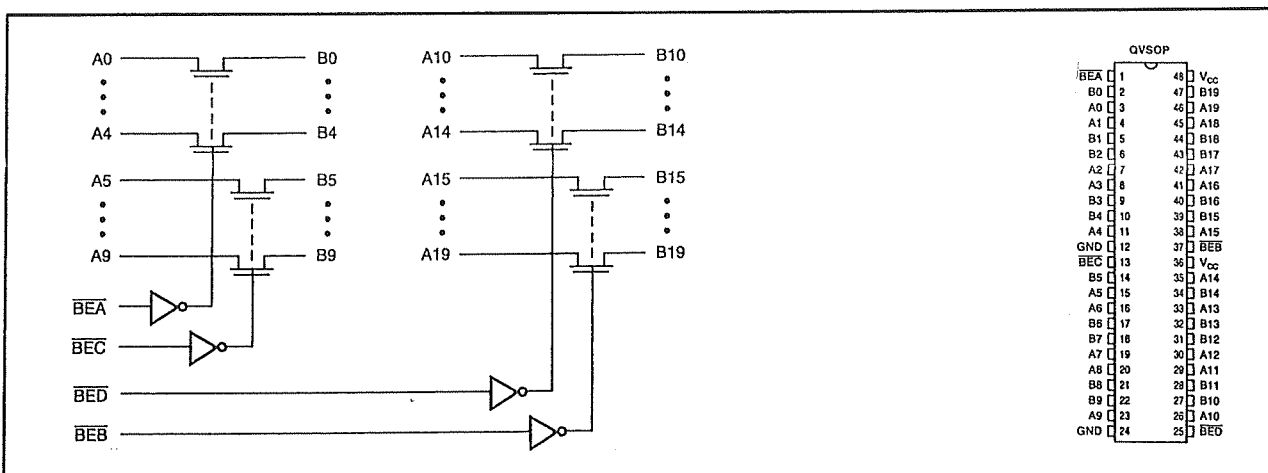 A0 B0 A10 B10
A4 B4 A14 B14
A5 B5 A15 B15
A9 B9 A19 B19
BEA
BEC
BED
BEB
QVSOP
BEA 1 48 VCC
B0 2 47 B19
A0 3 46 A19
A1 4 45 A18
B1 5 44 B18
B2 6 43 B17
A2 7 42 A17
A3 8 41 A16
B3 9 40 B16
B4 10 39 B15
A4 11 38 A15
GND 12 37 BEB
BEC 13 36 VCC
B5 14 35 A14
A5 15 34 B14
A6 16 33 A13
B6 17 32 B13
B7 18 31 B12
A7 19 30 A12
A8 20 29 A11
B8 21 28 B11
B9 22 27 B10
A9 23 26 A10
GND 24 25 BED